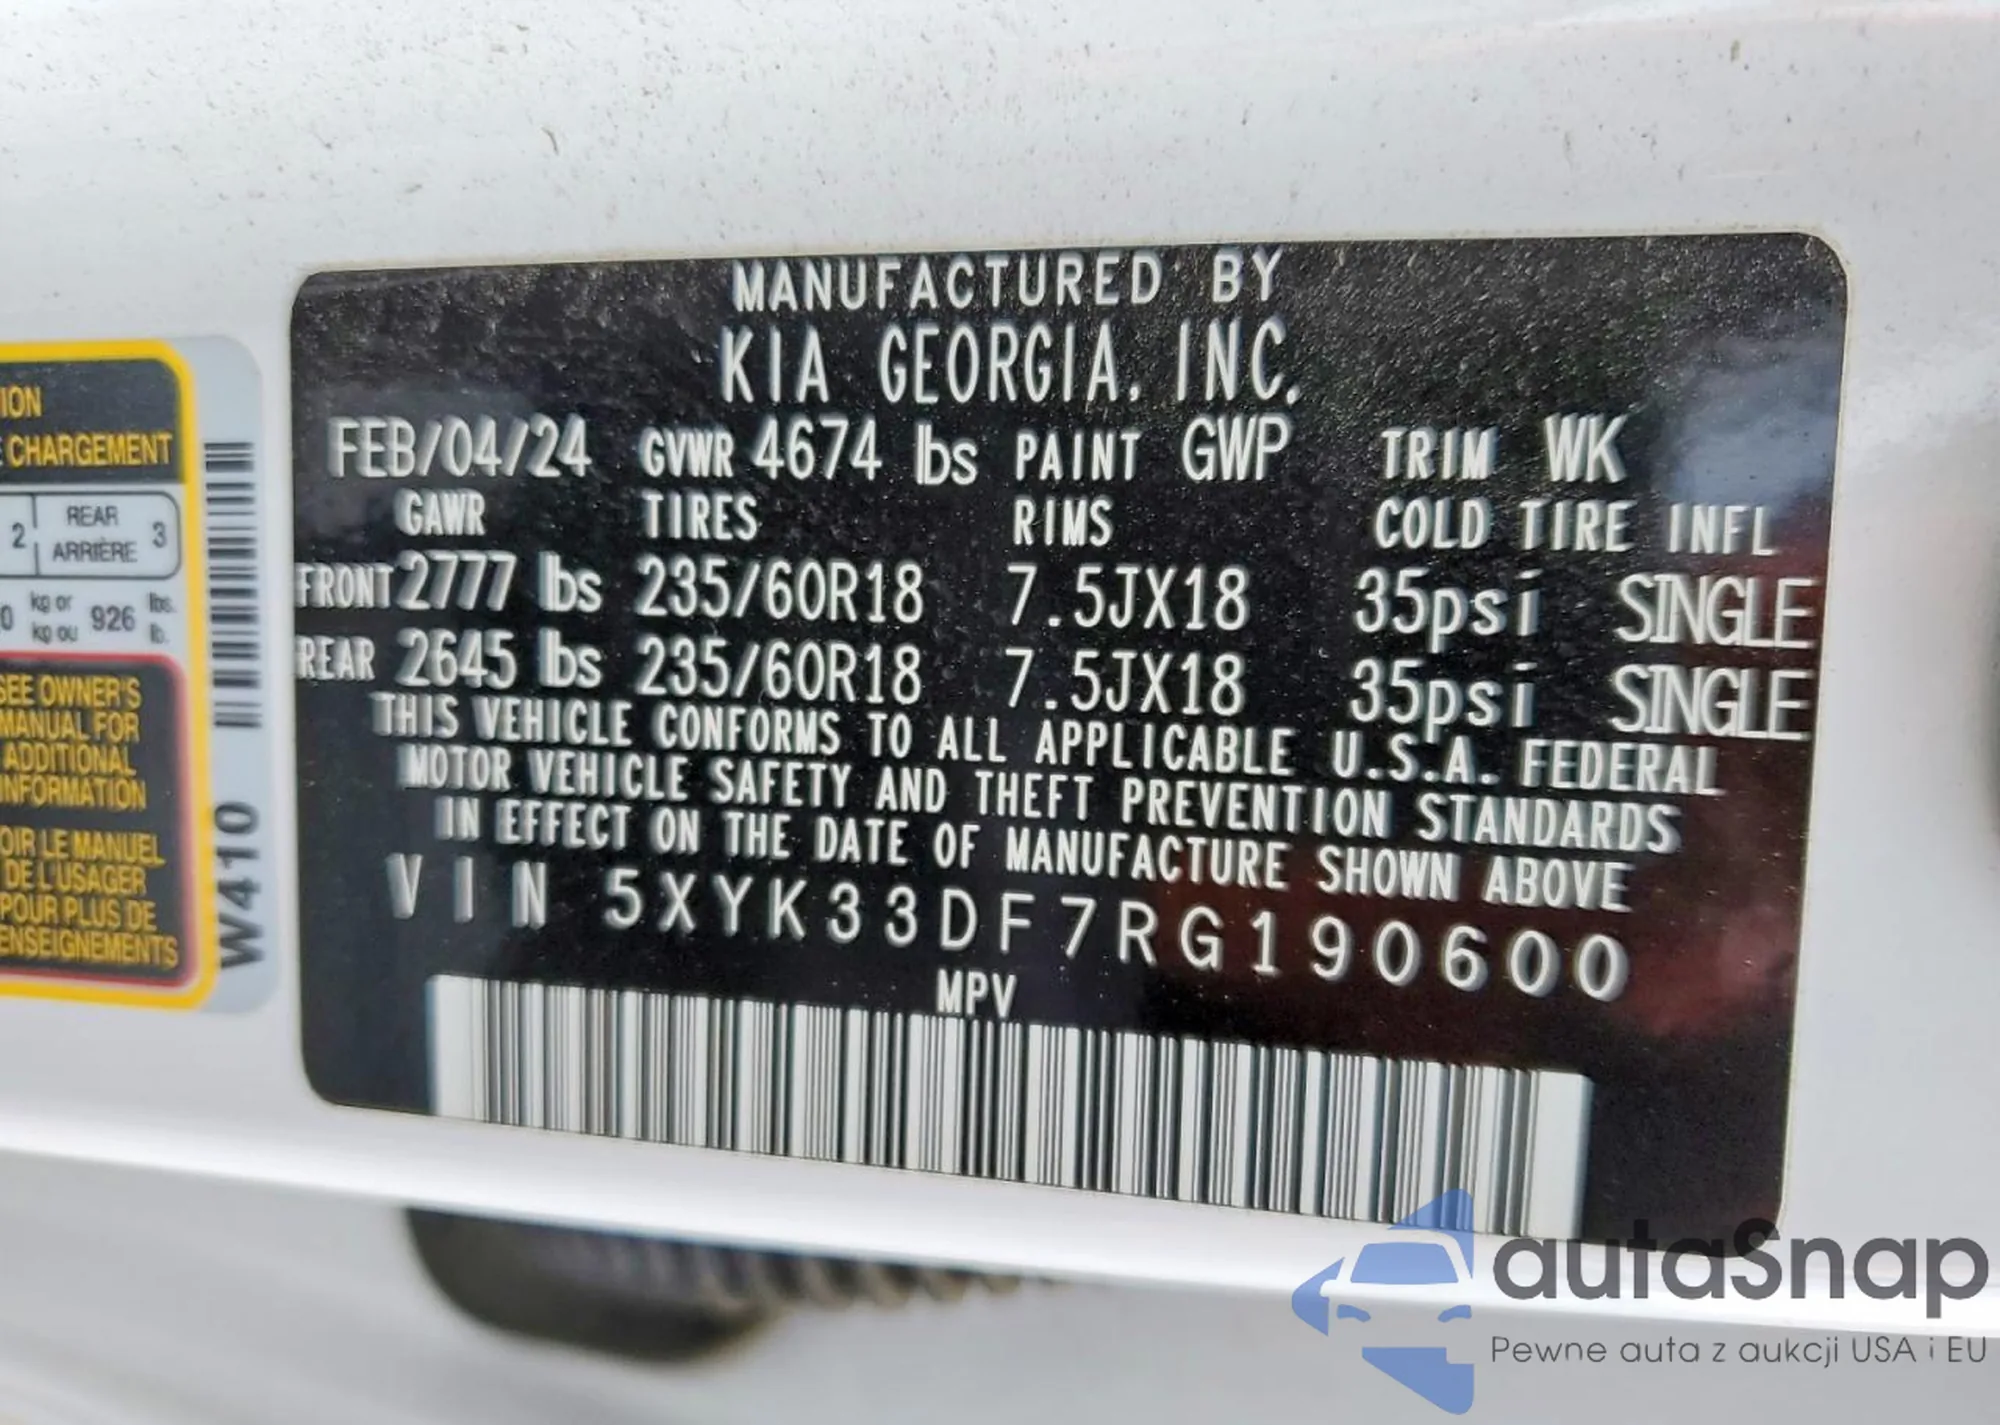 MANUFACTURED BY
KIA GEORGIA, INC.
FEB/04/24 GVWR 4674 lbs PAINT GWP TRIM WK
GAWR TIRES RIMS COLD TIRE INFL
FRONT 2777 lbs 235/60R18 7.5JX18 35psi SINGLE
REAR 2645 lbs 235/60R18 7.5JX18 35psi SINGLE
THIS VEHICLE CONFORMS TO ALL APPLICABLE U.S.A. FEDERAL
MOTOR VEHICLE SAFETY AND THEFT PREVENTION STANDARDS
IN EFFECT ON THE DATE OF MANUFACTURE SHOWN ABOVE
VIN 5XYK33DF7RG190600
MPV
ION
E CHARGEMENT
2 REAR 3
ARRIÈRE
0 kg or 926 lbs.
kg ou lb.
SEE OWNER'S
MANUAL FOR
ADDITIONAL
INFORMATION
OIR LE MANUEL
DE L'USAGER
POUR PLUS DE
ENSEIGNEMENTS
W410
autaSnap
Pewne auta z aukcji USA i EU